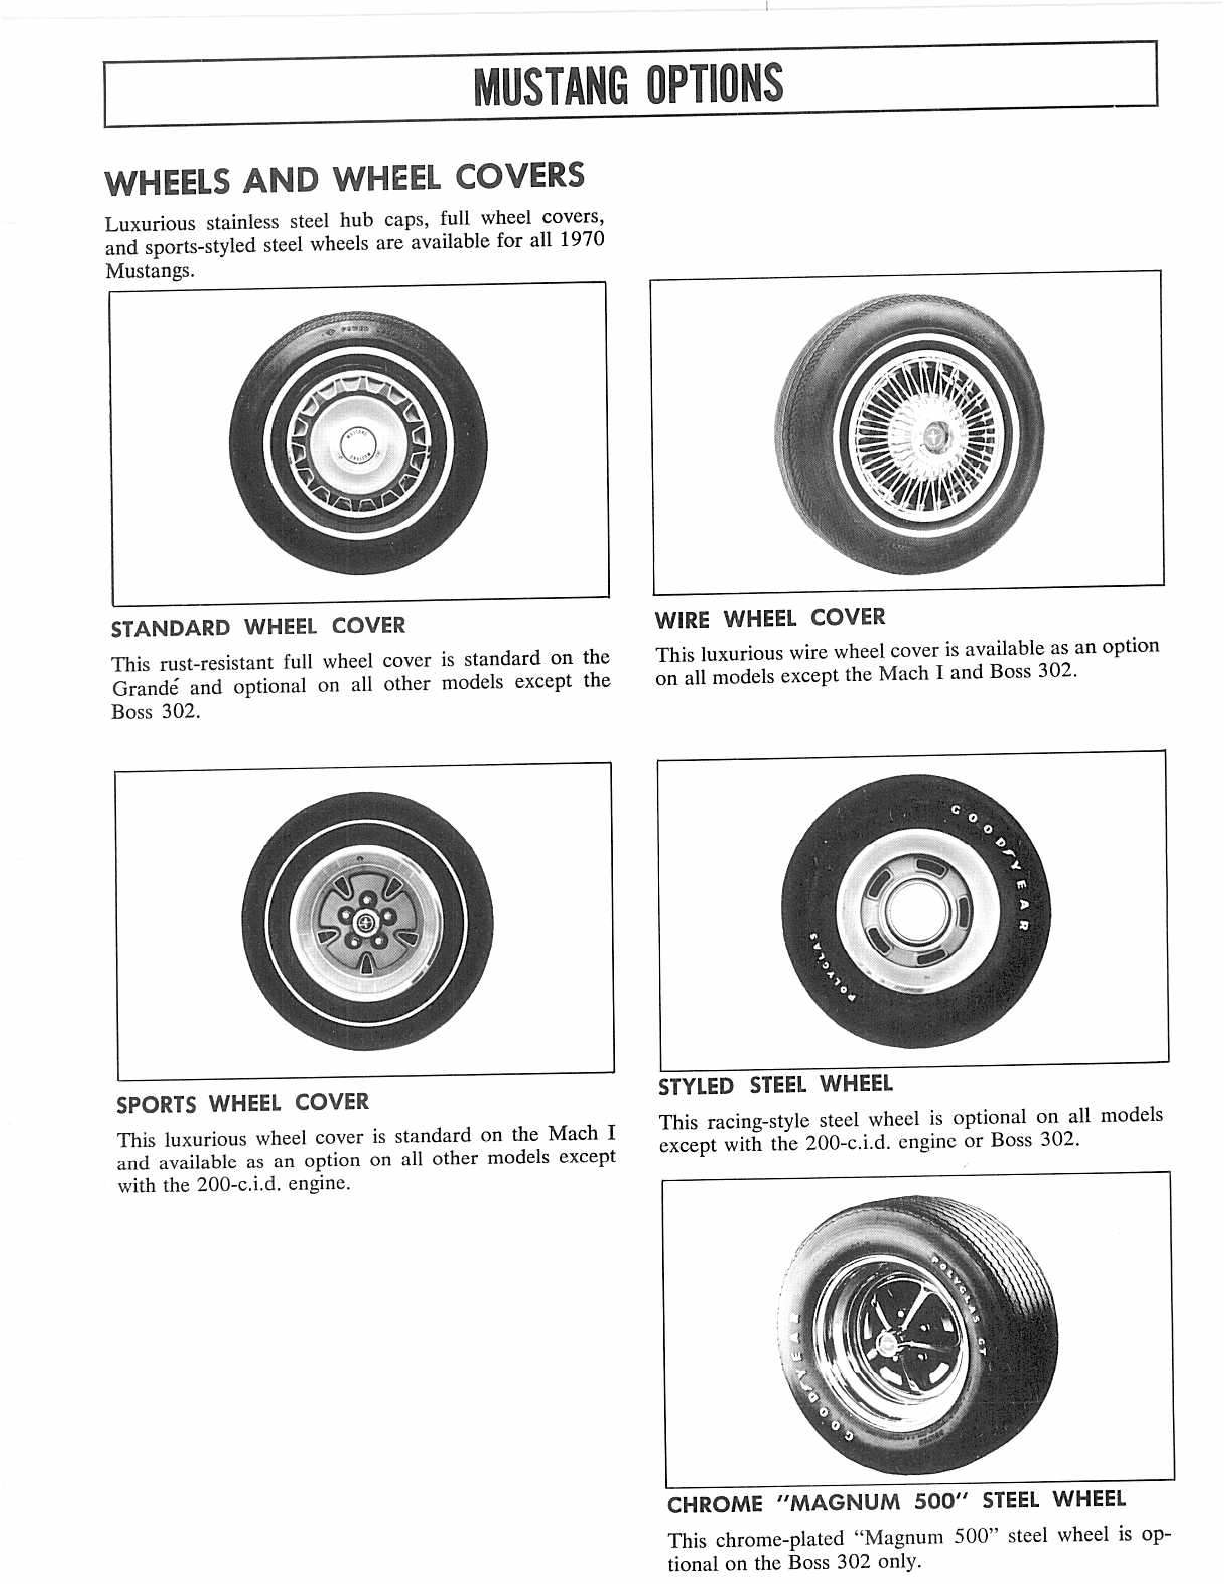 MUSTANG OPTIONS
WHEELS AND WHEEL COVERS
Luxurious stainless steel hub caps, full wheel covers,
and sports-styled steel wheels are available for all 1970
Mustangs.
STANDARD WHEEL COVER
This rust-resistant full wheel cover is standard on the
Grandé and optional on all other models except the
Boss 302.
WIRE WHEEL COVER
This luxurious wire wheel cover is available as an option
on all models except the Mach I and Boss 302.
SPORTS WHEEL COVER
This luxurious wheel cover is standard on the Mach I
and available as an option on all other models except
with the 200-c.i.d. engine.
GOODYEAR
POLYGLAS
STYLED STEEL WHEEL
This racing-style steel wheel is optional on all models
except with the 200-c.i.d. engine or Boss 302.
POLYGLAS GT
GOODYEAR
CHROME "MAGNUM 500" STEEL WHEEL
This chrome-plated “Magnum 500” steel wheel is op-
tional on the Boss 302 only.